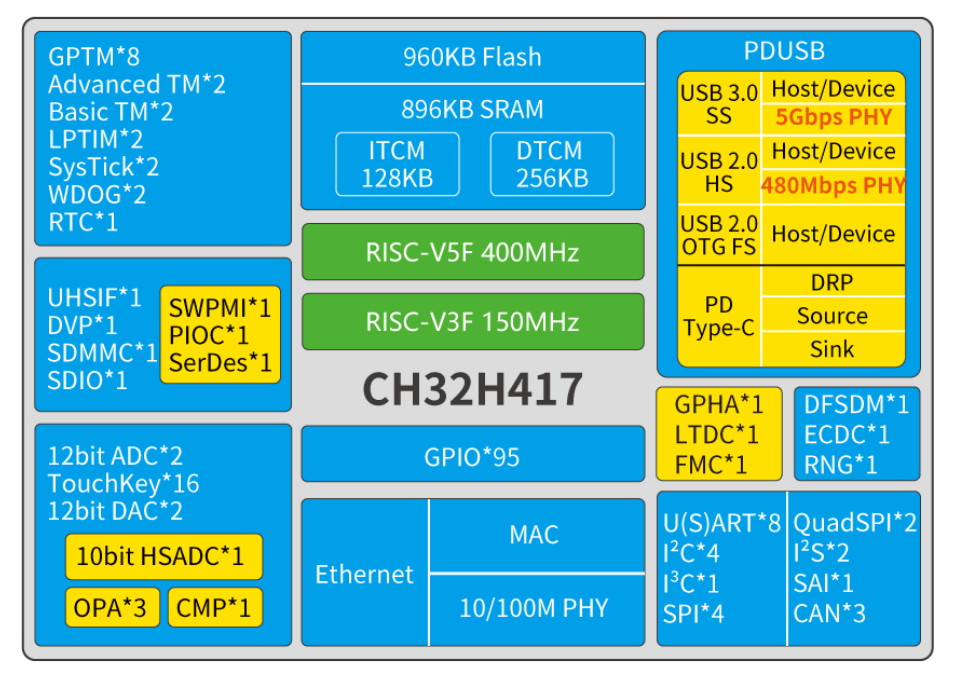 GPTM*8
Advanced TM*2
Basic TM*2
LPTIM*2
SysTick*2
WDOG*2
RTC*1
UHSIF*1
DVP*1
SDMMC*1
SDIO*1
SWPMI*1
PIOC*1
SerDes*1
12bit ADC*2
TouchKey*16
12bit DAC*2
10bit HSADC*1
OPA*3
CMP*1
960KB Flash
896KB SRAM
ITCM
128KB
DTCM
256KB
RISC-V5F 400MHz
RISC-V3F 150MHz
CH32H417
GPIO*95
Ethernet
MAC
10/100M PHY
PDUSB
USB 3.0
SS
Host/Device
5Gbps PHY
USB 2.0
HS
Host/Device
480Mbps PHY
USB 2.0
OTG FS
Host/Device
PD
Type-C
DRP
Source
Sink
GPHA*1
LTDC*1
FMC*1
DFSDM*1
ECDC*1
RNG*1
U(S)ART*8
I²C*4
I³C*1
SPI*4
QuadSPI*2
I²S*2
SAI*1
CAN*3